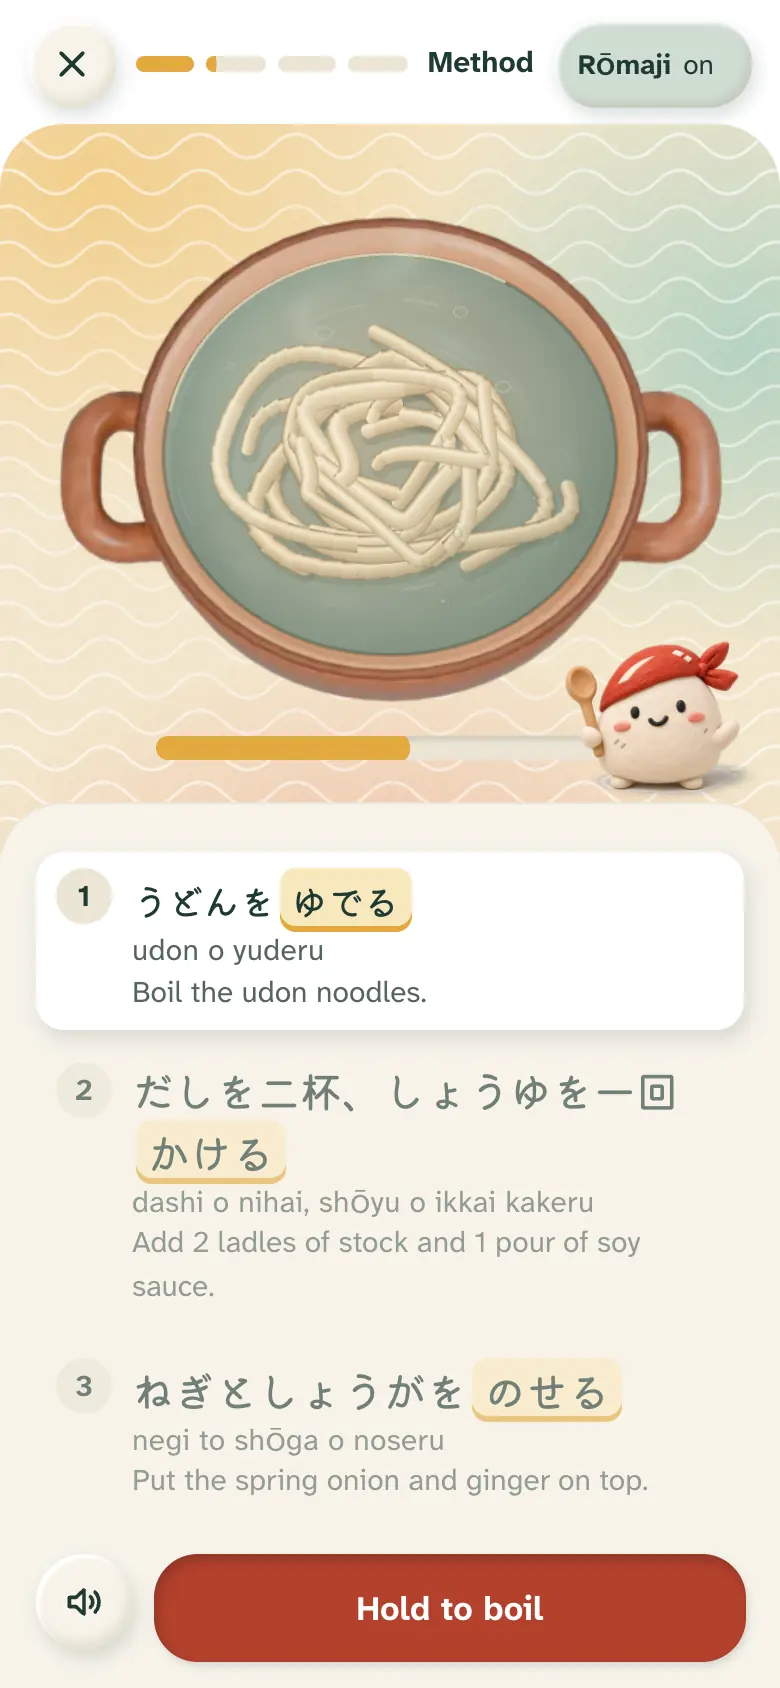 Method
Rōmaji on
1
うどんを ゆでる
udon o yuderu
Boil the udon noodles.
2
だしを二杯、しょうゆを一回
かける
dashi o nihai, shōyu o ikkai kakeru
Add 2 ladles of stock and 1 pour of soy
sauce.
3
ねぎとしょうがを のせる
negi to shōga o noseru
Put the spring onion and ginger on top.
Hold to boil